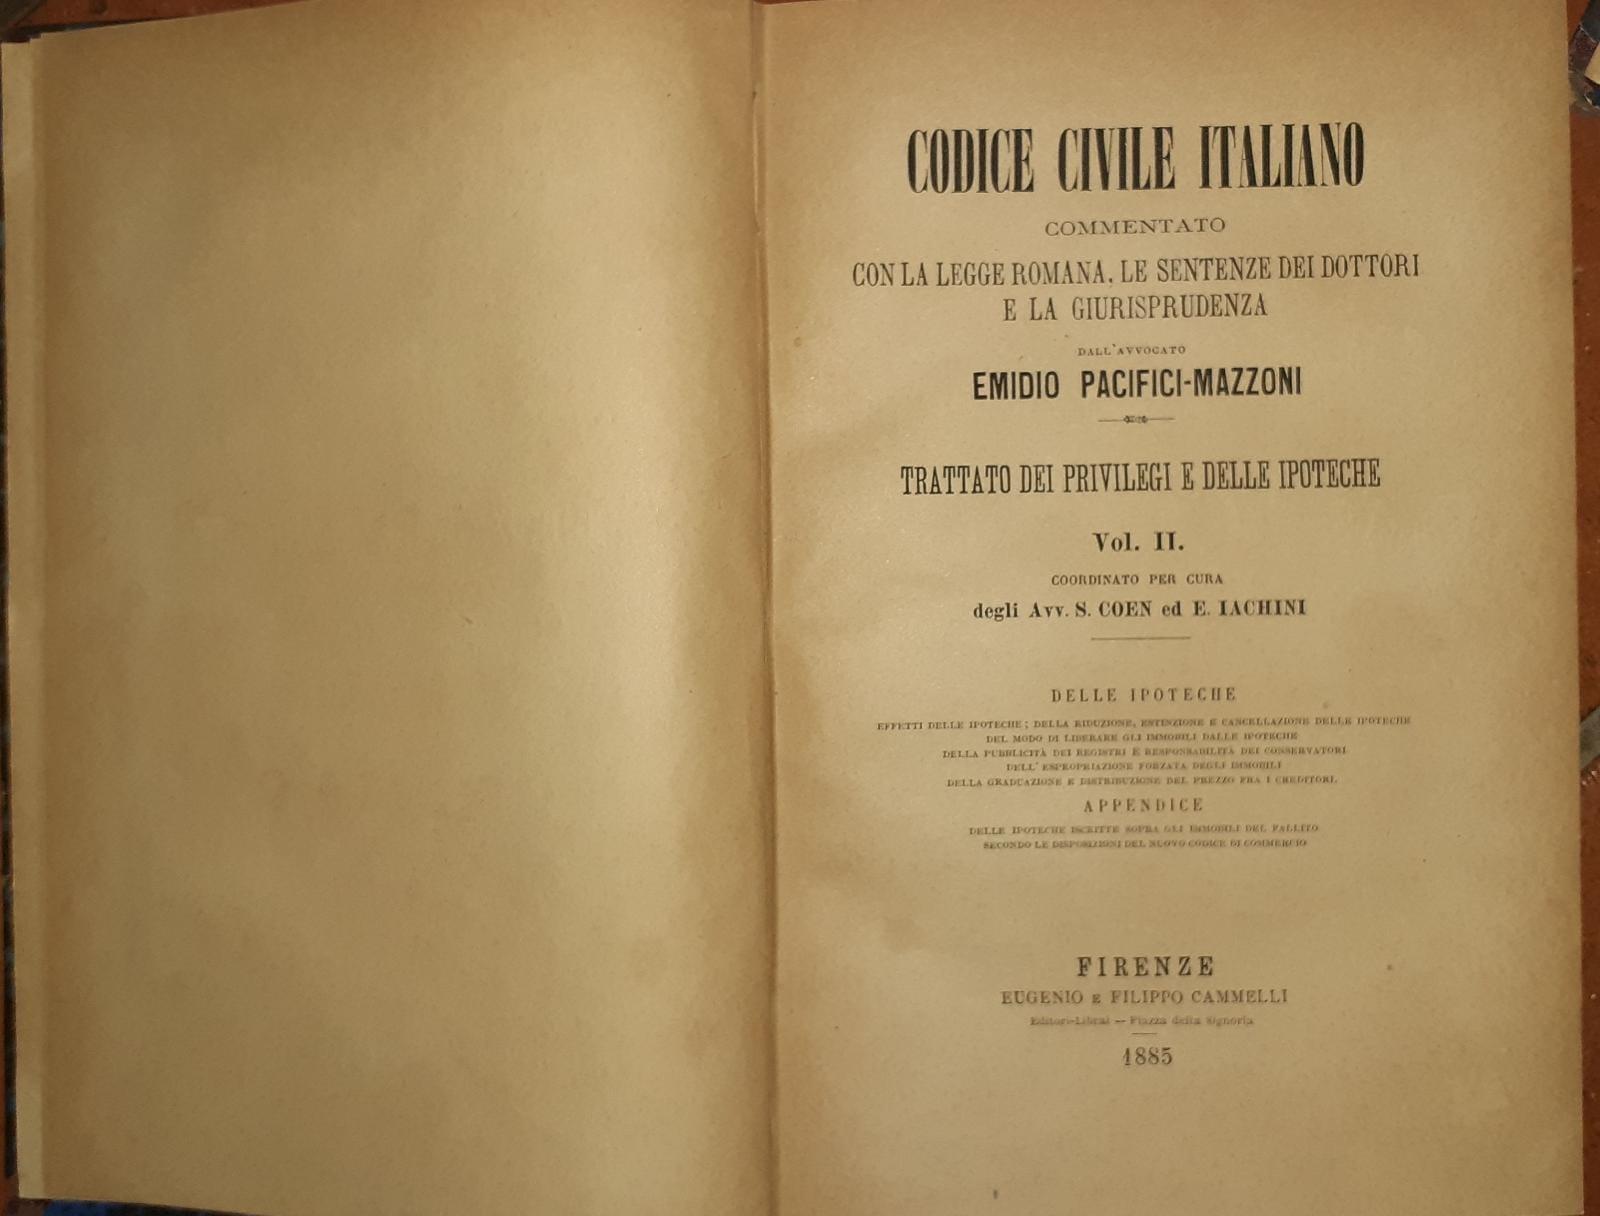 CODICE CIVILE ITALIANO
COMMENTATO
CON LA LEGGE ROMANA, LE SENTENZE DEI DOTTORI
E LA GIURISPRUDENZA
DALL'AVVOCATO
EMIDIO PACIFICI-MAZZONI
TRATTATO DEI PRIVILEGI E DELLE IPOTECHE
Vol. II.
COORDINATO PER CURA
degli Avv. S. COEN ed E. IACHINI
DELLE IPOTECHE
EFFETTI DELLE IPOTECHE; DELLA RIDUZIONE, ESTINZIONE E CANCELLAZIONE DELLE IPOTECHE
DEL MODO DI LIBERARE GLI IMMOBILI DALLE IPOTECHE
DELLA PUBBLICITÀ DEI REGISTRI E RESPONSABILITÀ DEI CONSERVATORI
DELL'ESPROPRIAZIONE FORZATA DEGLI IMMOBILI
DELLA GRADUAZIONE E DISTRIBUZIONE DEL PREZZO FRA I CREDITORI.
APPENDICE
DELLE IPOTECHE ISCRITTE SOPRA GLI IMMOBILI DEL FALLITO
SECONDO LE DISPOSIZIONI DEL NUOVO CODICE DI COMMERCIO
FIRENZE
EUGENIO E FILIPPO CAMMELLI
Editori-Librai — Piazza della Signoria
1885